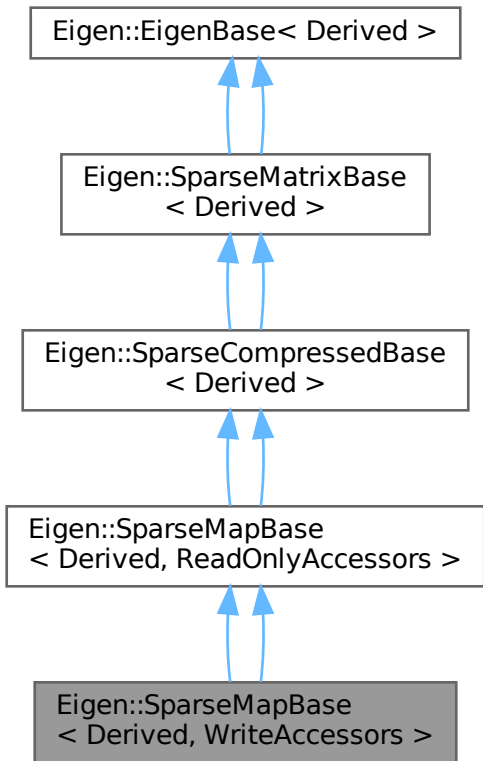 Eigen::EigenBase< Derived >
Eigen::SparseMatrixBase
< Derived >
Eigen::SparseCompressedBase
< Derived >
Eigen::SparseMapBase
< Derived, ReadOnlyAccessors >
Eigen::SparseMapBase
< Derived, WriteAccessors >